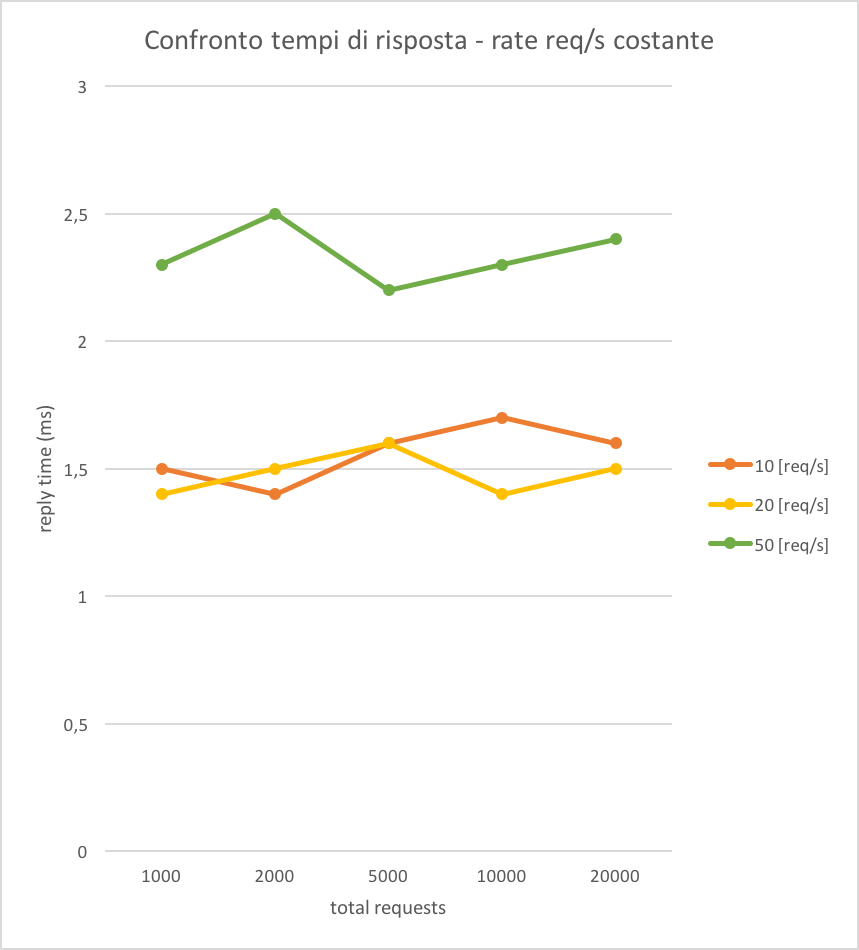 Confronto tempi di risposta - rate req/s costante
3
2,5
2
1,5
1
0,5
0
reply time (ms)
1000 2000 5000 10000 20000
total requests
10 [req/s]
20 [req/s]
50 [req/s]